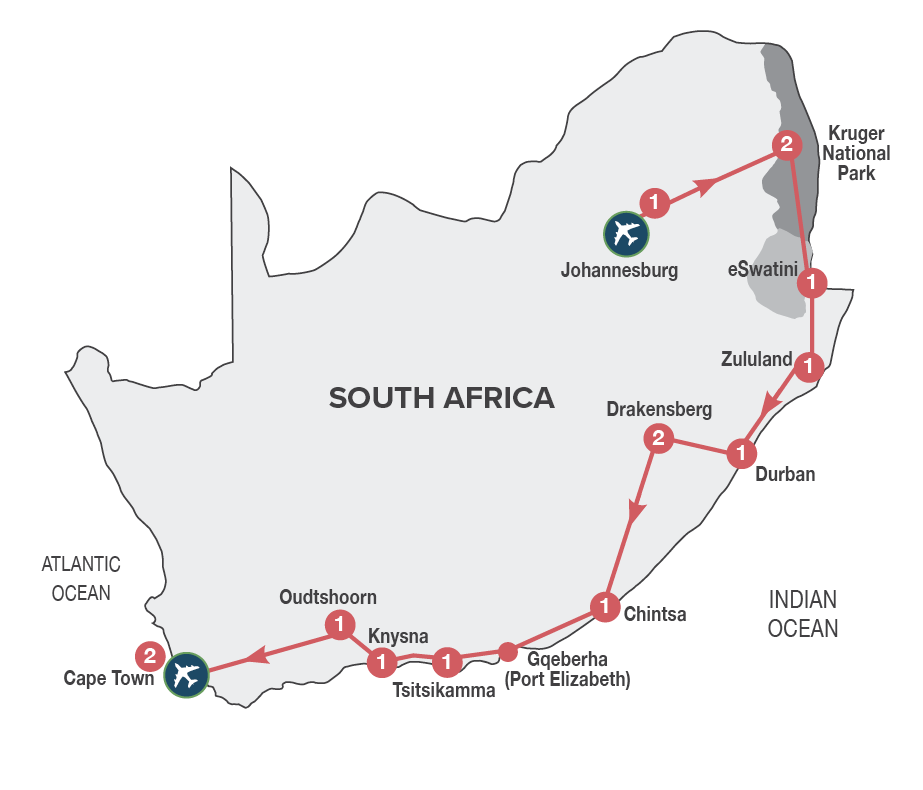 Kruger
National
Park
2
1
Johannesburg
eSwatini
1
Zululand
1
SOUTH AFRICA
Drakensberg
2
1
Durban
ATLANTIC
OCEAN
INDIAN
OCEAN
Oudtshoorn
1
1
Chintsa
Knysna
1
1
Tsitsikamma
Gqeberha
(Port Elizabeth)
2
Cape Town